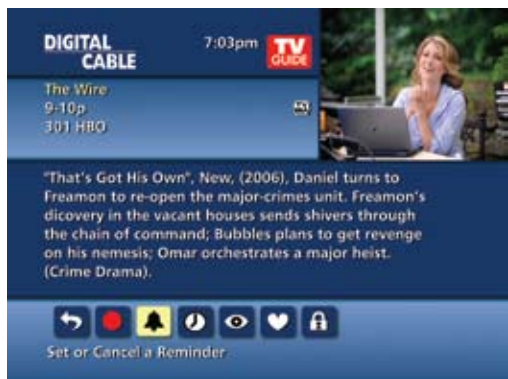 DIGITAL
CABLE
7:03pm
TV
GUIDE
The Wire
9-10p
301 HBO
"That's Got His Own", New, (2006), Daniel turns to
Freamon to re-open the major-crimes unit. Freamon's
dicovery in the vacant houses sends shivers through
the chain of command; Bubbles plans to get revenge
on his nemesis; Omar orchestrates a major heist.
(Crime Drama).
Set or Cancel a Reminder